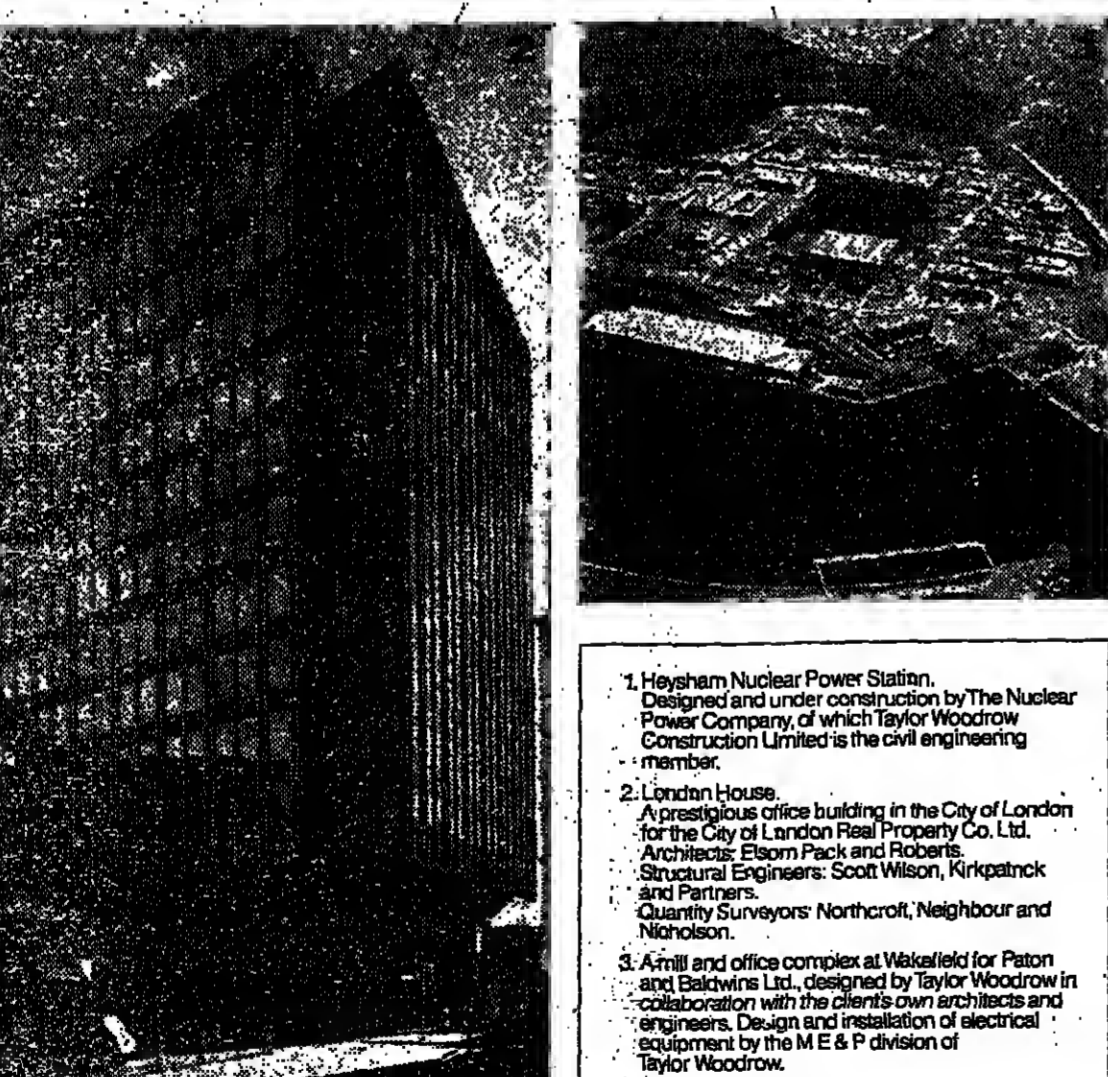 2
1
1. Heysham Nuclear Power Station.
Designed and under construction by The Nuclear
Power Company, of which Taylor Woodrow
Construction Limited is the civil engineering
member.
2. London House.
A prestigious office building in the City of London
for the City of London Real Property Co. Ltd.
Architects: Elsom Pack and Roberts.
Structural Engineers: Scott Wilson, Kirkpatrick
and Partners.
Quantity Surveyors: Northcroft, Neighbour and
Nicholson.
3. A mill and office complex at Wakefield for Paton
and Baldwins Ltd., designed by Taylor Woodrow in
collaboration with the client's own architects and
engineers. Design and installation of electrical
equipment by the M E & P division of
Taylor Woodrow.